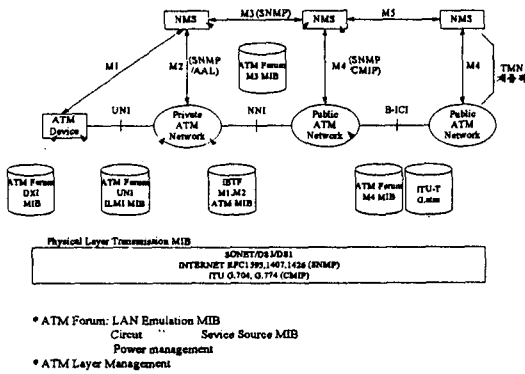 NMS
M3 (SNMP)
NMS
M5
NMS
M1
M2
(SNMP
/AAL)
ATM Forum
M3 MIB
M4
(SNMP
CMIP)
M4
TMN
UNI
NNI
B-ICI
ATM
Device
Private
ATM
Network
Public
ATM
Network
Public
ATM
Network
ATM Forum
DXI
MIB
ATM Forum
UNI
ILMI MIB
IETF
M1.M2
ATM MIB
ATM Forum
M4 MIB
ITU-T
G.atm
Physical Layer Transmission MIB
SONET/DS3/DS1
INTERNET RFC1595,1407,1426 (SNMP)
ITU G.704, G.774 (CMIP)
* ATM Forum: LAN Emulation MIB
Circut " Sevice Source MIB
Power management
* ATM Layer Management